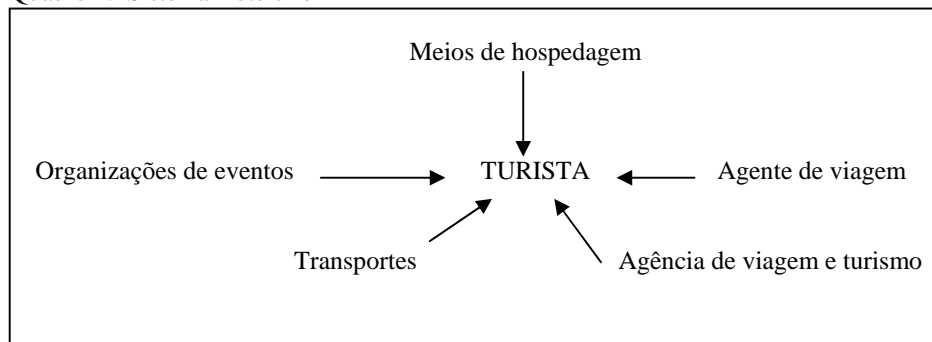 Meios de hospedagem
Organizações de eventos TURISTA Agente de viagem
Transportes Agência de viagem e turismo